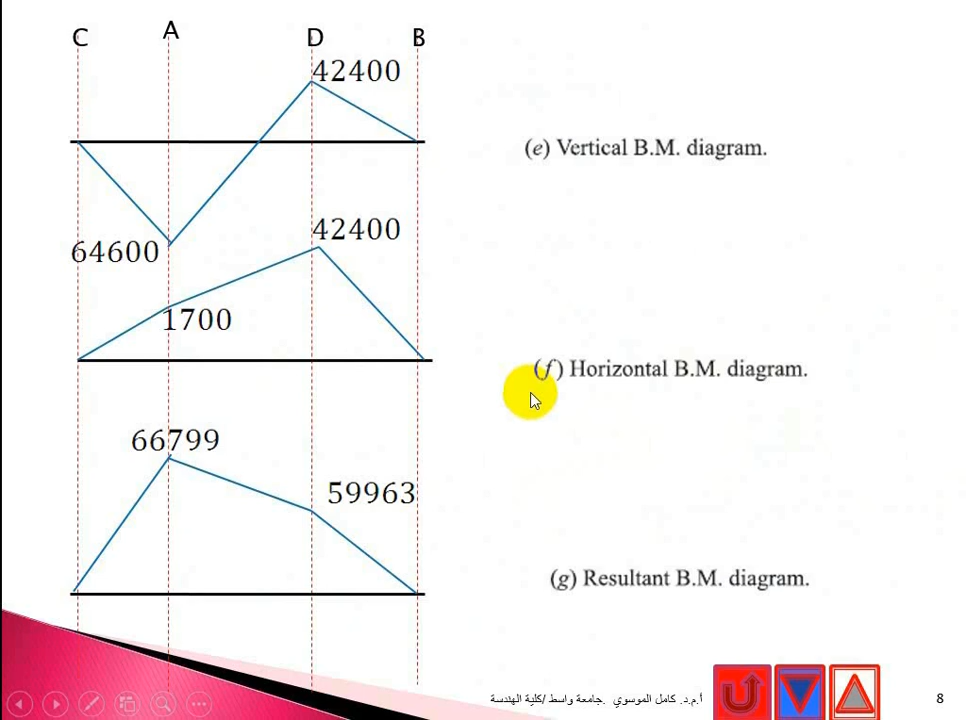 C A D B
42400
(e) Vertical B.M. diagram.
42400
64600
1700
(f) Horizontal B.M. diagram.
66799
59963
(g) Resultant B.M. diagram.
أ.م.د. كامل الموسوي .جامعة واسط /كلية الهندسة
8